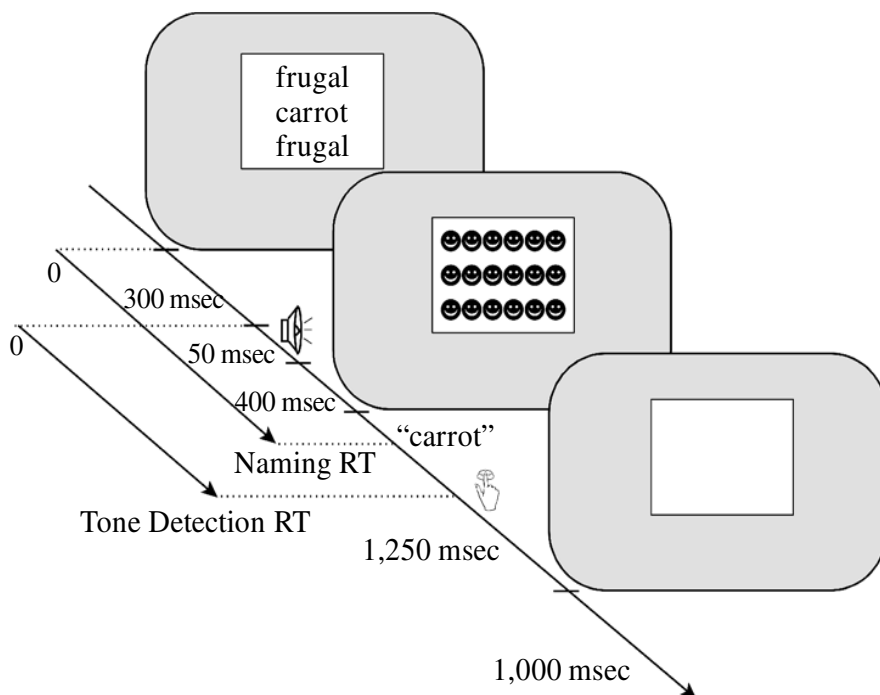 frugal
carrot
frugal
0
300 msec
0
50 msec
400 msec
“carrot”
Naming RT
Tone Detection RT
1,250 msec
1,000 msec